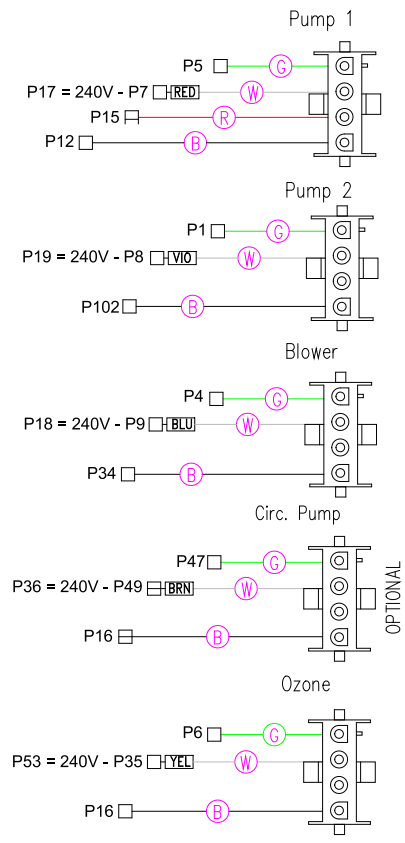 Pump 1
P5 G
P17 = 240V - P7 RED W
P15 R
P12 B
Pump 2
P1 G
P19 = 240V - P8 VIO W
P102 B
Blower
P4 G
P18 = 240V - P9 BLU W
P34 B
Circ. Pump
P47 G
P36 = 240V - P49 BRN W
P16 B
OPTIONAL
Ozone
P6 G
P53 = 240V - P35 YEL W
P16 B